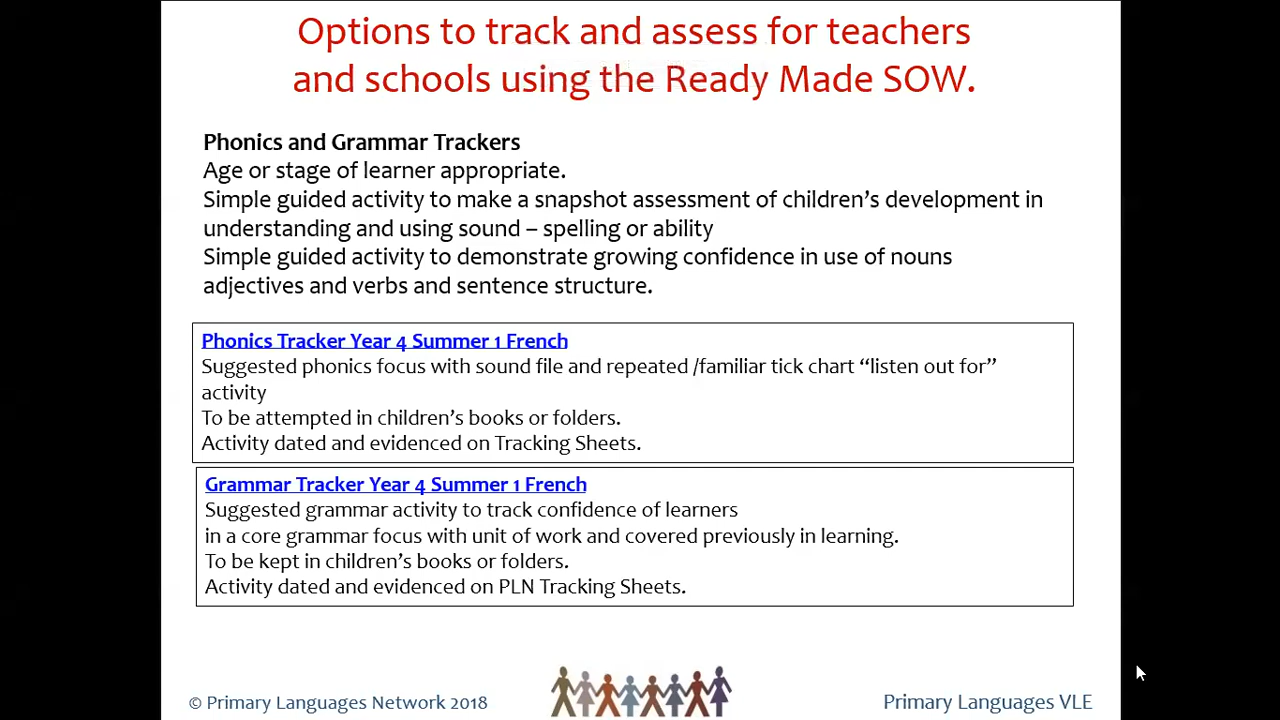 Options to track and assess for teachers
and schools using the Ready Made SOW.
Phonics and Grammar Trackers
Age or stage of learner appropriate.
Simple guided activity to make a snapshot assessment of children’s development in
understanding and using sound – spelling or ability
Simple guided activity to demonstrate growing confidence in use of nouns
adjectives and verbs and sentence structure.
Phonics Tracker Year 4 Summer 1 French
Suggested phonics focus with sound file and repeated /familiar tick chart “listen out for”
activity
To be attempted in children’s books or folders.
Activity dated and evidenced on Tracking Sheets.
Grammar Tracker Year 4 Summer 1 French
Suggested grammar activity to track confidence of learners
in a core grammar focus with unit of work and covered previously in learning.
To be kept in children’s books or folders.
Activity dated and evidenced on PLN Tracking Sheets.
© Primary Languages Network 2018
Primary Languages VLE